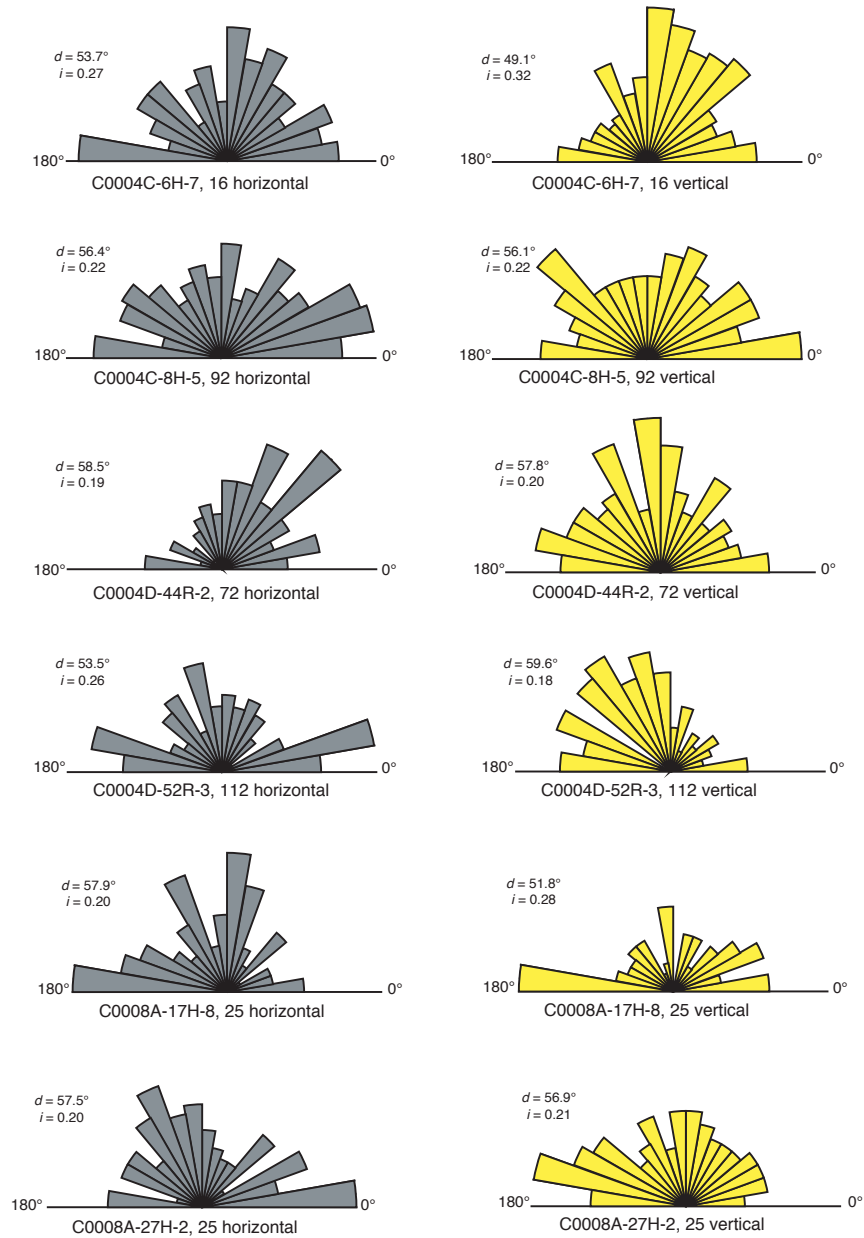 d = 53.7°
i = 0.27
180°
0°
C0004C-6H-7, 16 horizontal
d = 49.1°
i = 0.32
180°
0°
C0004C-6H-7, 16 vertical
d = 56.4°
i = 0.22
180°
0°
C0004C-8H-5, 92 horizontal
d = 56.1°
i = 0.22
180°
0°
C0004C-8H-5, 92 vertical
d = 58.5°
i = 0.19
180°
0°
C0004D-44R-2, 72 horizontal
d = 57.8°
i = 0.20
180°
0°
C0004D-44R-2, 72 vertical
d = 53.5°
i = 0.26
180°
0°
C0004D-52R-3, 112 horizontal
d = 59.6°
i = 0.18
180°
0°
C0004D-52R-3, 112 vertical
d = 57.9°
i = 0.20
180°
0°
C0008A-17H-8, 25 horizontal
d = 51.8°
i = 0.28
180°
0°
C0008A-17H-8, 25 vertical
d = 57.5°
i = 0.20
180°
0°
C0008A-27H-2, 25 horizontal
d = 56.9°
i = 0.21
180°
0°
C0008A-27H-2, 25 vertical